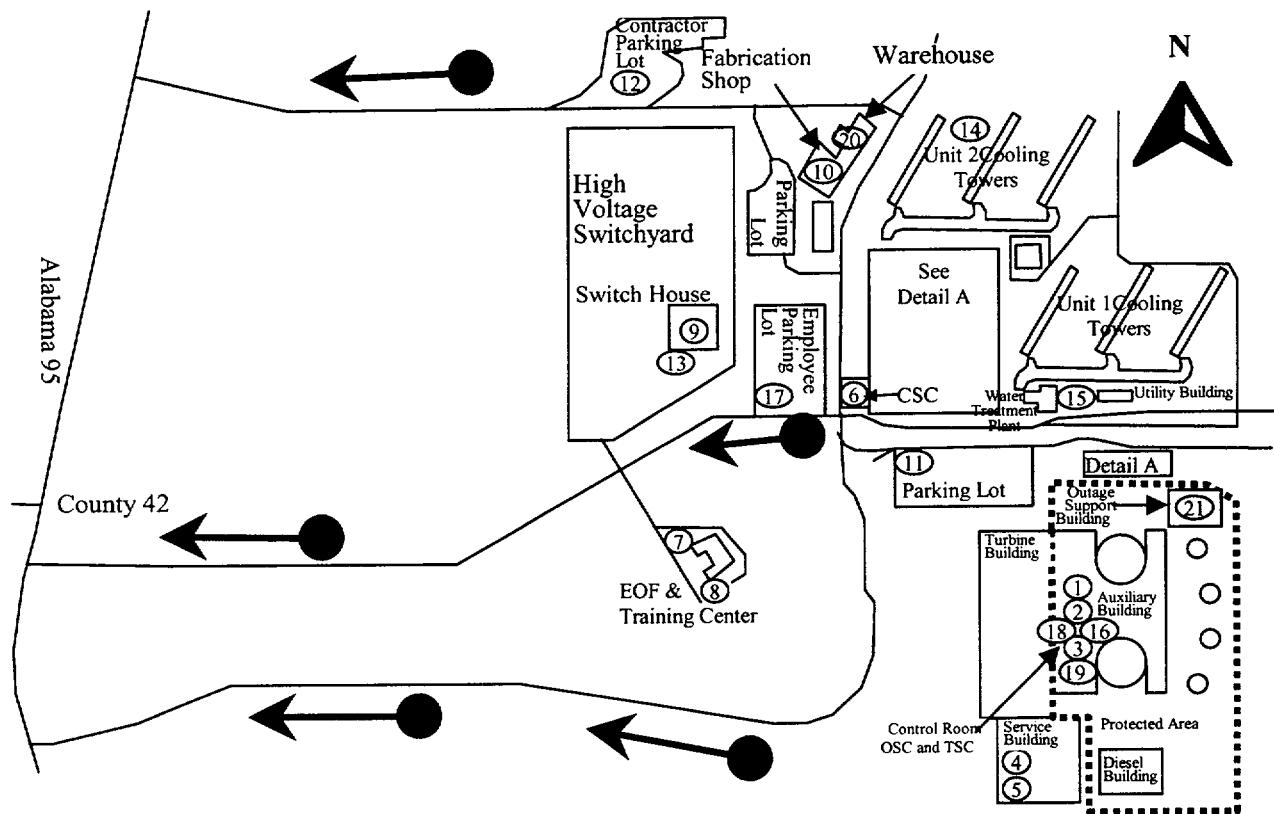 Contractor
Parking
Lot
12
Fabrication
Shop
Warehouse
N
20
10
14
Unit 2Cooling
Towers
High
Voltage
Switchyard
Parking
Lot
See
Detail A
Switch House
9
13
Employee
Parking
Lot
17
6
CSC
Unit 1Cooling
Towers
Water
Treatment
Plant
15
Utility Building
Alabama 95
County 42
11
Parking Lot
Detail A
Outage
Support
Building
21
Turbine
Building
7
8
EOF &
Training Center
1
2
Auxiliary
Building
18
16
3
19
Control Room
OSC and TSC
Service
Building
4
5
Protected Area
Diesel
Building